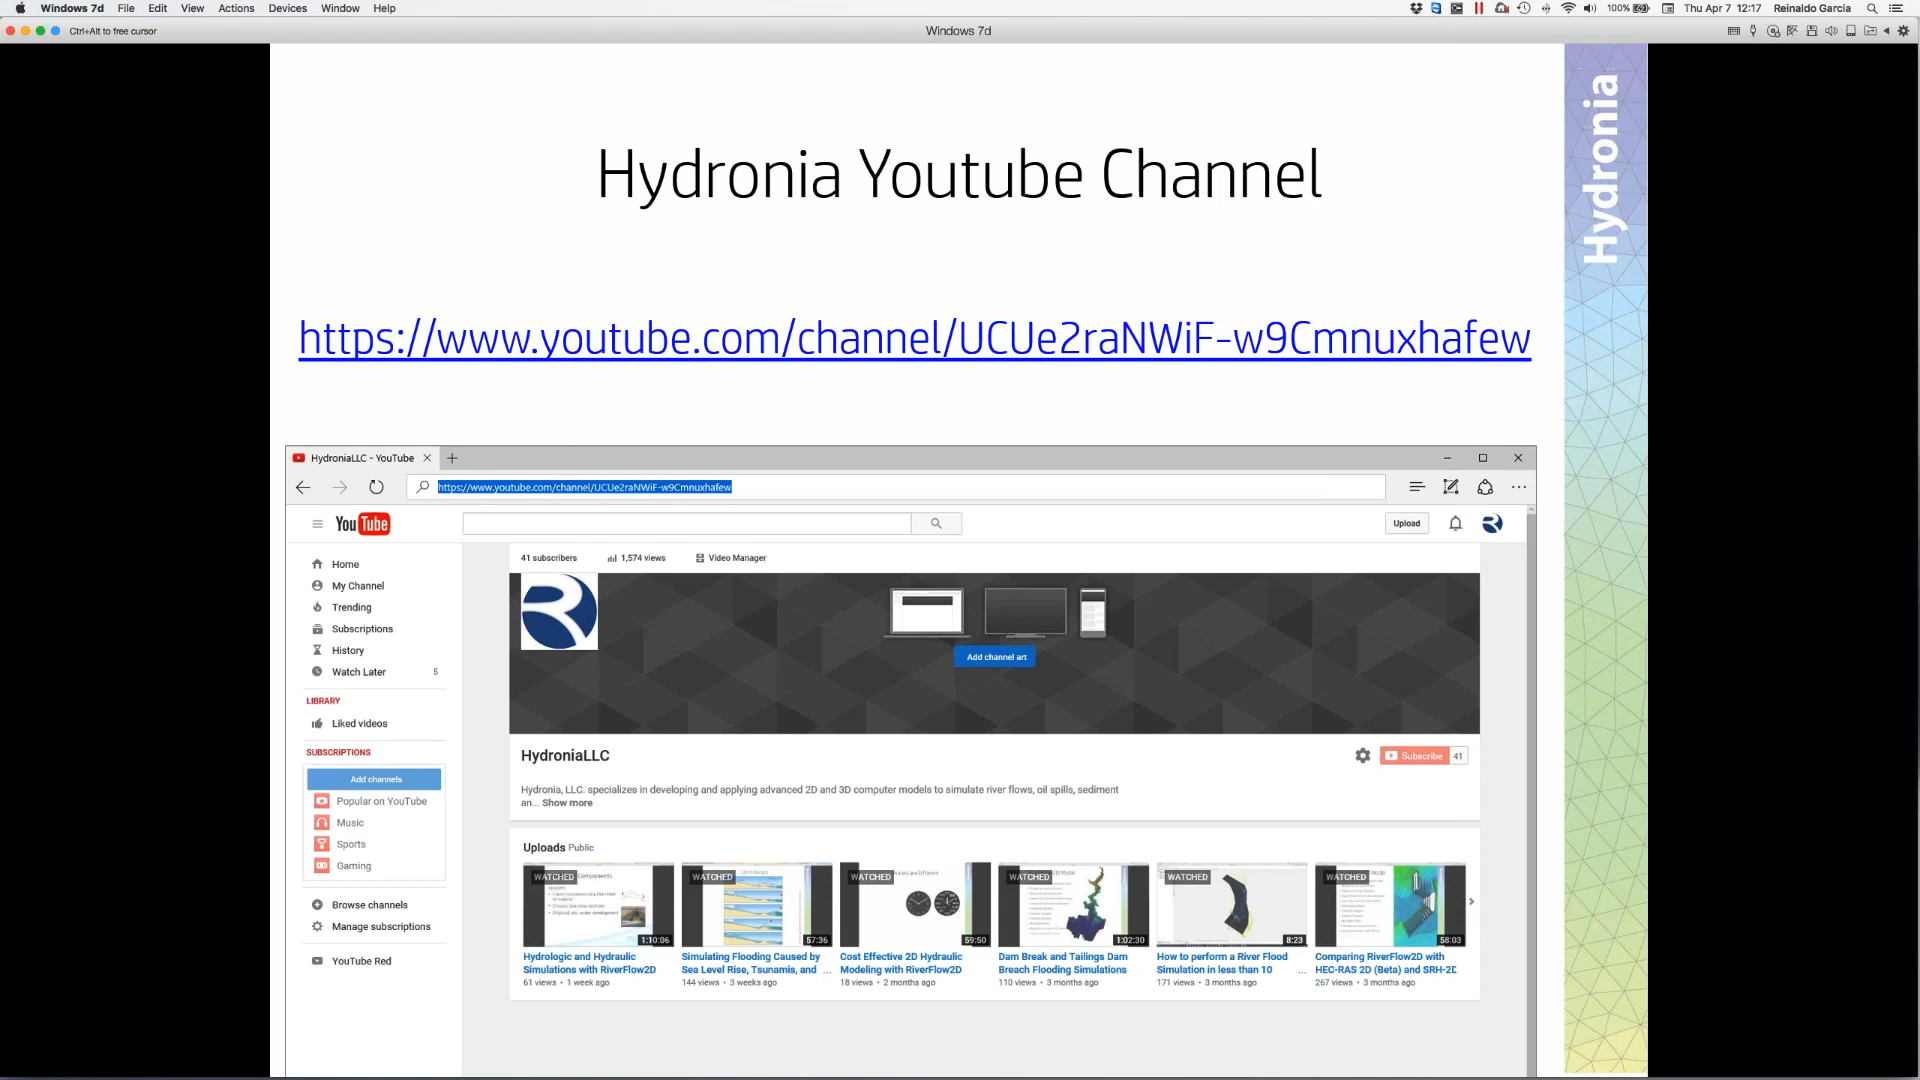 Windows 7d File Edit View Actions Devices Window Help
100% Thu Apr 7 12:17 Reinaldo Garcia
Ctrl+Alt to free cursor
Windows 7d
Hydronia
Hydronia Youtube Channel
https://www.youtube.com/channel/UCUe2raNWiF-w9Cmnuxhafew
HydroniaLLC - YouTube
https://www.youtube.com/channel/UCUe2raNWiF-w9Cmnuxhafew
YouTube
Upload
Home
My Channel
Trending
Subscriptions
History
Watch Later 5
LIBRARY
Liked videos
SUBSCRIPTIONS
Add channels
Popular on YouTube
Music
Sports
Gaming
Browse channels
Manage subscriptions
YouTube Red
41 subscribers 1,574 views Video Manager
Add channel art
HydroniaLLC
Subscribe 41
Hydronia, LLC. specializes in developing and applying advanced 2D and 3D computer models to simulate river flows, oil spills, sediment
an... Show more
Uploads Public
WATCHED
1:10:06
Hydrologic and Hydraulic
Simulations with RiverFlow2D
61 views • 1 week ago
WATCHED
57:36
Simulating Flooding Caused by
Sea Level Rise, Tsunamis, and ...
144 views • 3 weeks ago
WATCHED
59:50
Cost Effective 2D Hydraulic
Modeling with RiverFlow2D
18 views • 2 months ago
WATCHED
1:02:30
Dam Break and Tailings Dam
Breach Flooding Simulations
110 views • 3 months ago
WATCHED
8:23
How to perform a River Flood
Simulation in less than 10 ...
171 views • 3 months ago
WATCHED
58:03
Comparing RiverFlow2D with
HEC-RAS 2D (Beta) and SRH-2D
267 views • 3 months ago